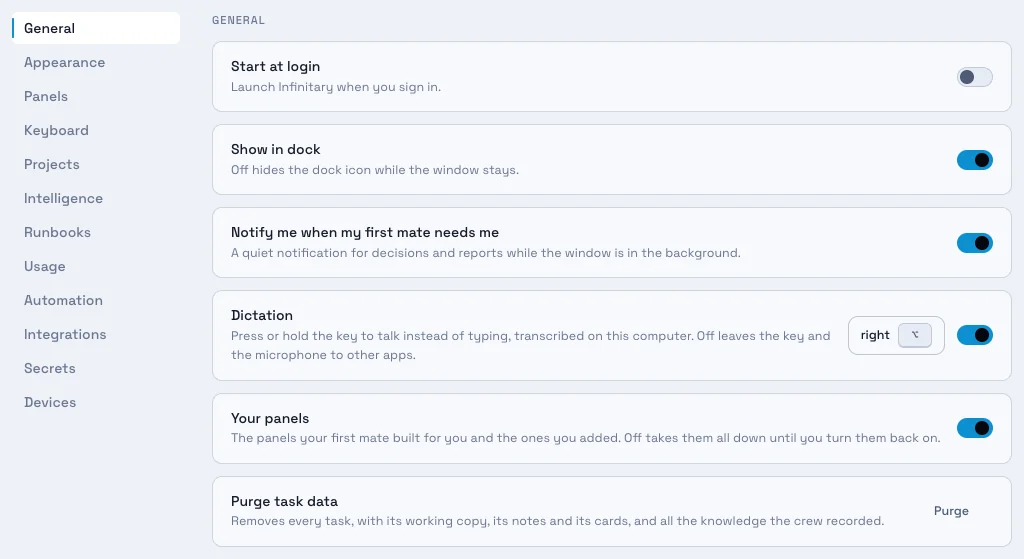 General
Appearance
Panels
Keyboard
Projects
Intelligence
Runbooks
Usage
Automation
Integrations
Secrets
Devices
GENERAL
Start at login
Launch Infinitary when you sign in.
Show in dock
Off hides the dock icon while the window stays.
Notify me when my first mate needs me
A quiet notification for decisions and reports while the window is in the background.
Dictation
Press or hold the key to talk instead of typing, transcribed on this computer. Off leaves the key and
the microphone to other apps.
right ⌥
Your panels
The panels your first mate built for you and the ones you added. Off takes them all down until you turn them back on.
Purge task data
Removes every task, with its working copy, its notes and its cards, and all the knowledge the crew recorded.
Purge